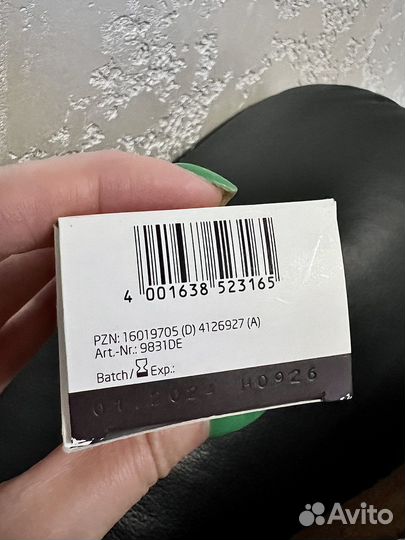 4 001638 523165
PZN: 16019705 (D) 4126927 (A)
Art.-Nr.: 9831DE
Batch/ Exp.:
H0926
Avito